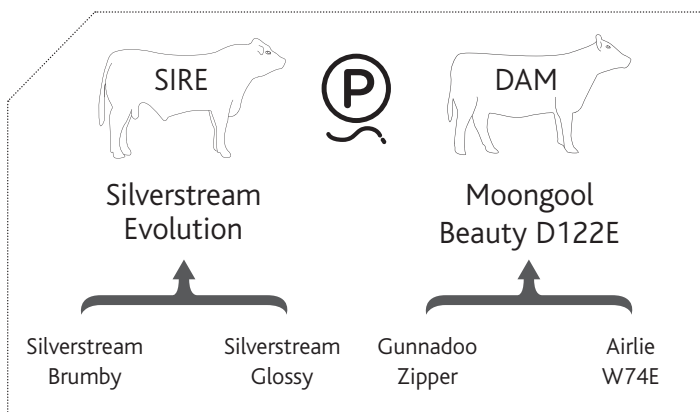 SIRE
P
DAM
Silverstream
Evolution
Moongool
Beauty D122E
Silverstream
Brumby
Silverstream
Glossy
Gunnadoo
Zipper
Airlie
W74E